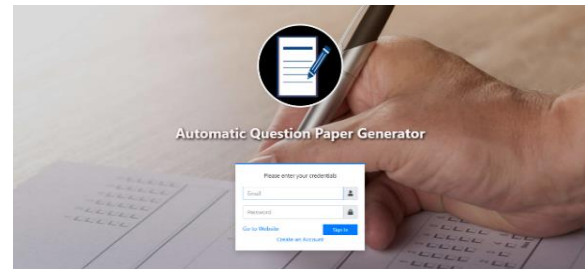 Automatic Question Paper Generator
Please enter your credentials
Email
Password
Go to Website
Sign In
Create an Account